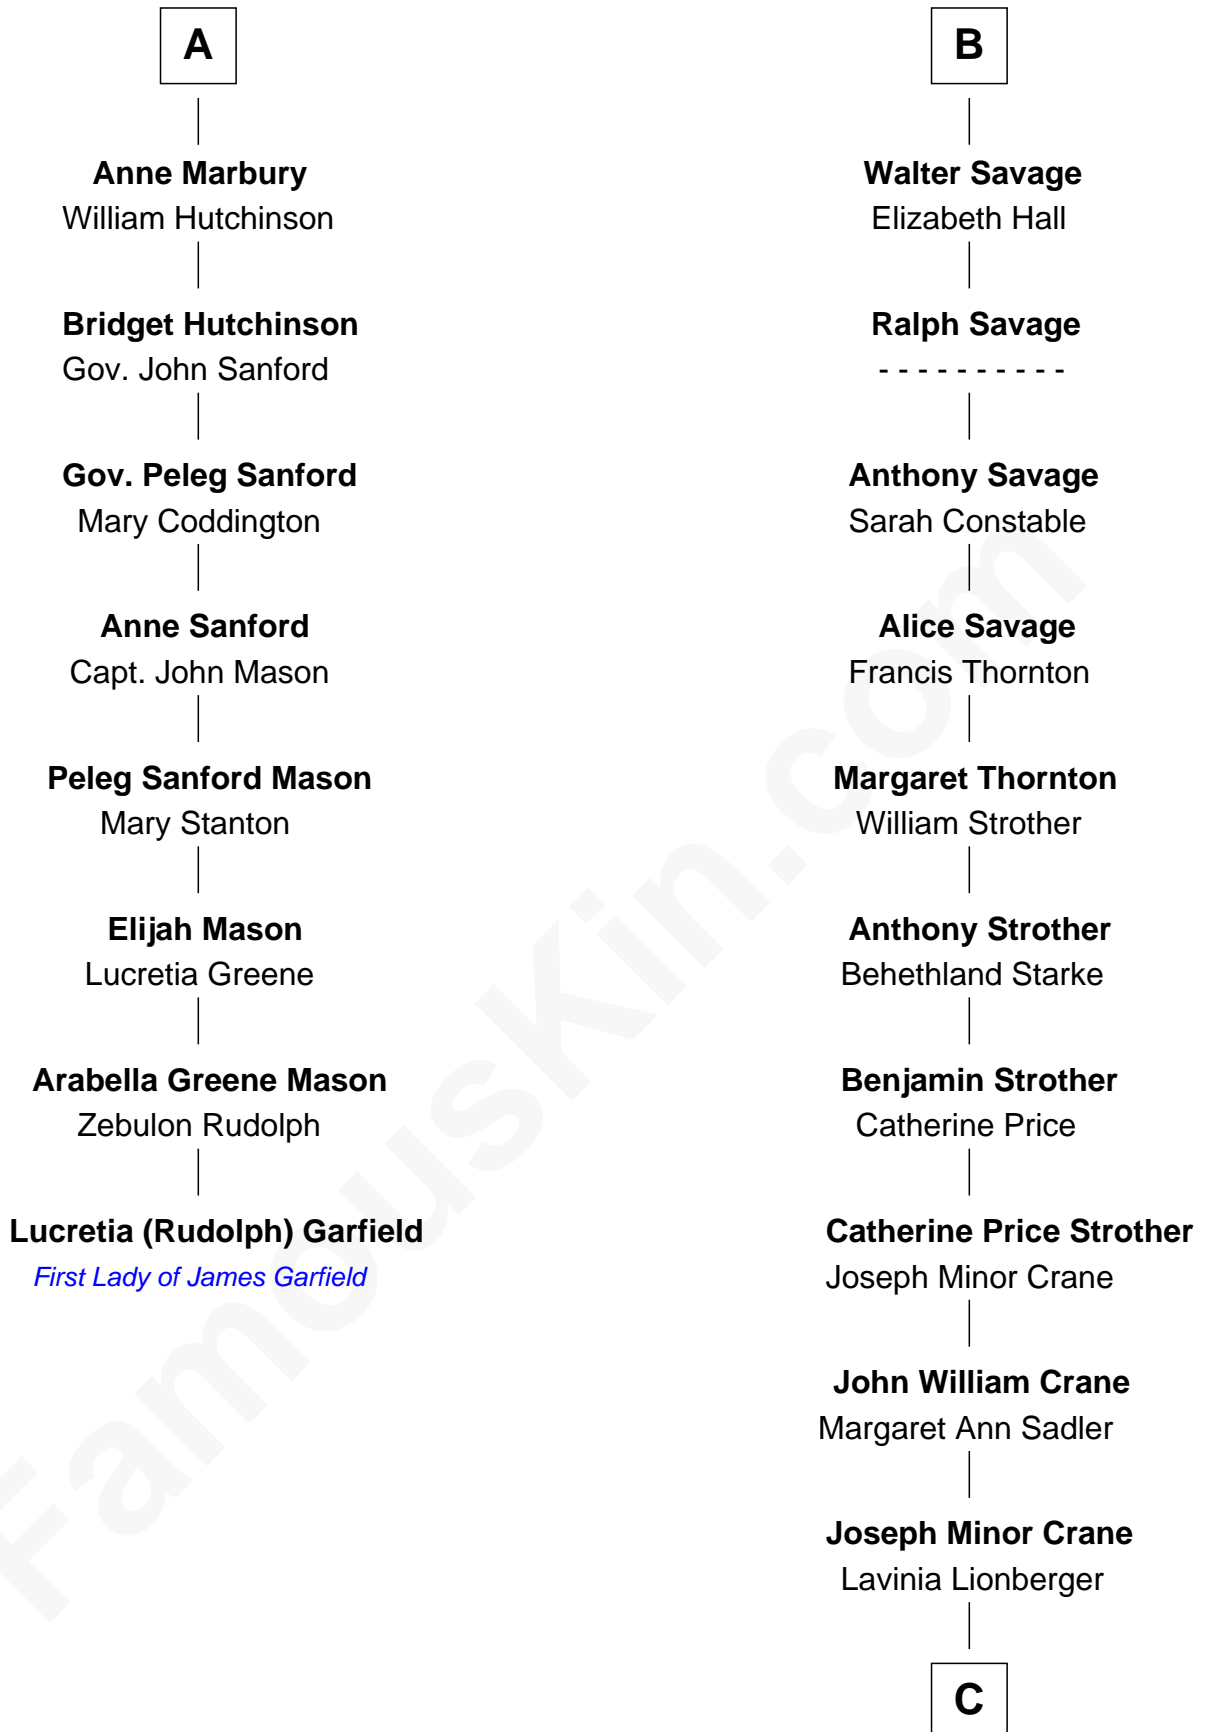 A
Anne Marbury
William Hutchinson
Bridget Hutchinson
Gov. John Sanford
Gov. Peleg Sanford
Mary Coddington
Anne Sanford
Capt. John Mason
Peleg Sanford Mason
Mary Stanton
Elijah Mason
Lucretia Greene
Arabella Greene Mason
Zebulon Rudolph
Lucretia (Rudolph) Garfield
First Lady of James Garfield
B
Walter Savage
Elizabeth Hall
Ralph Savage
- - - - - - - - - -
Anthony Savage
Sarah Constable
Alice Savage
Francis Thornton
Margaret Thornton
William Strother
Anthony Strother
Behethland Starke
Benjamin Strother
Catherine Price
Catherine Price Strother
Joseph Minor Crane
John William Crane
Margaret Ann Sadler
Joseph Minor Crane
Lavinia Lionberger
C
FamousKin.com